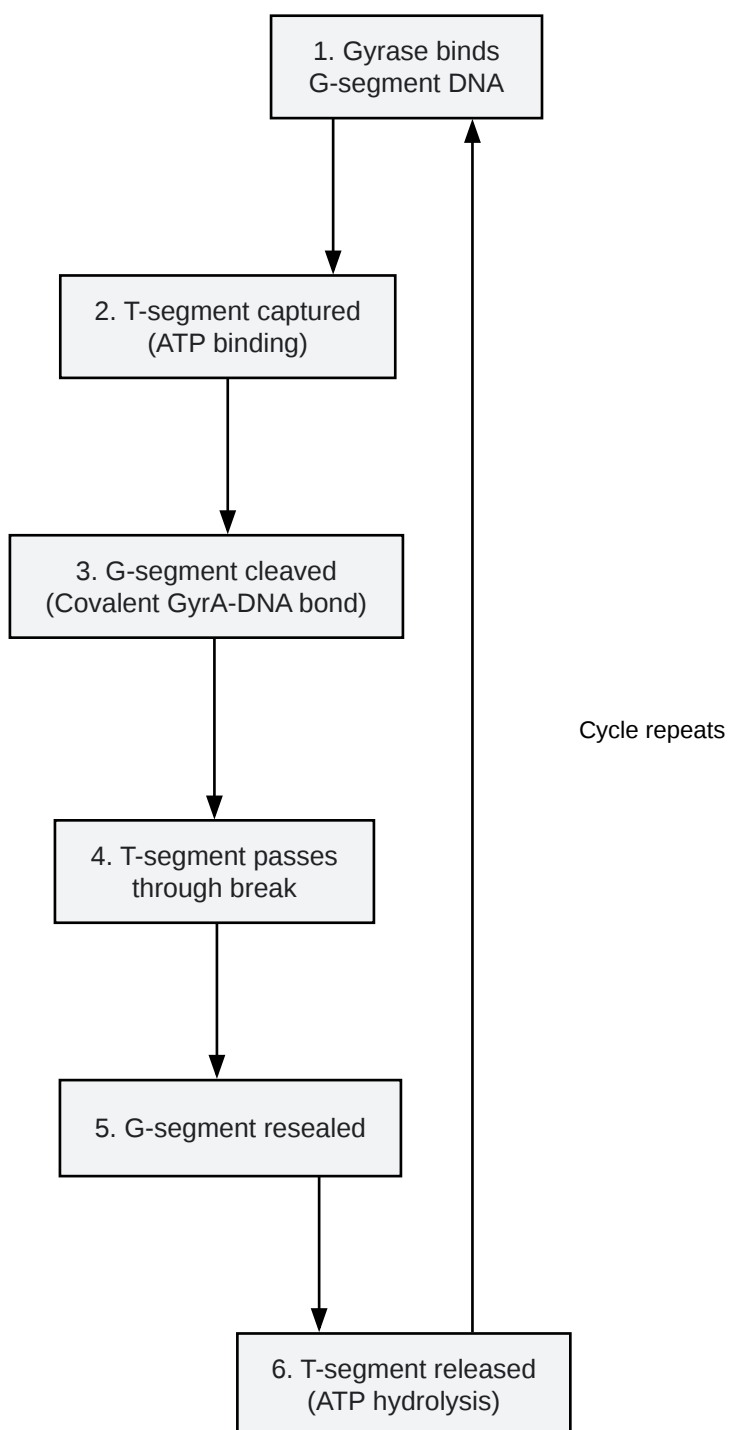 1. Gyrase binds
G-segment DNA
2. T-segment captured
(ATP binding)
3. G-segment cleaved
(Covalent GyrA-DNA bond)
Cycle repeats
4. T-segment passes
through break
5. G-segment resealed
6. T-segment released
(ATP hydrolysis)